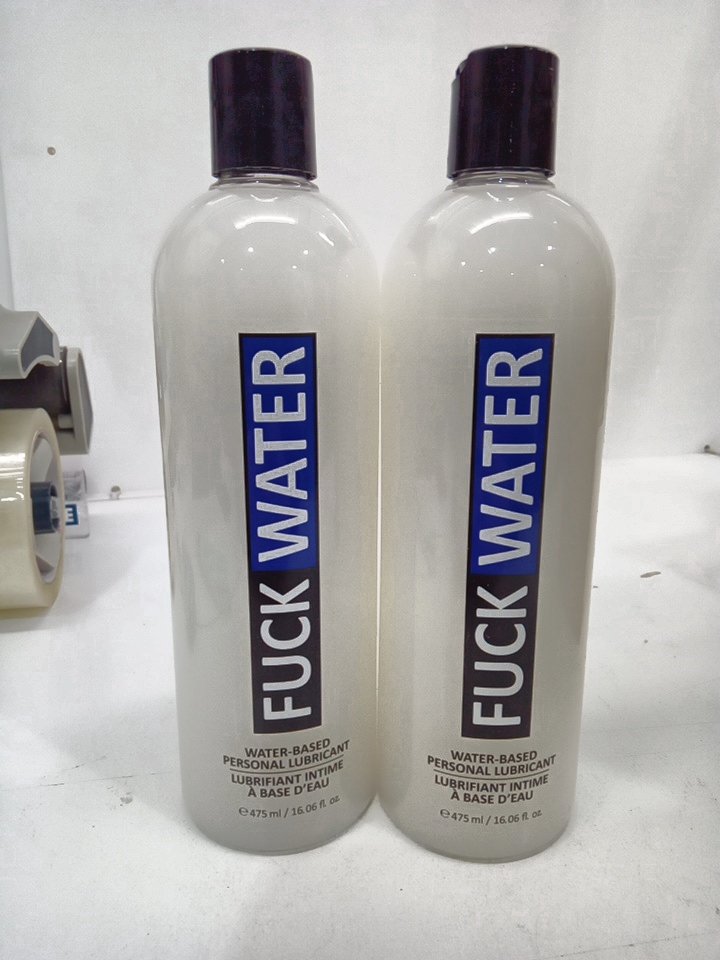 FUCK WATER
WATER-BASED
PERSONAL LUBRICANT
LUBRIFIANT INTIME
À BASE D'EAU
℮ 475 ml / 16.06 fl. oz.
FUCK WATER
WATER-BASED
PERSONAL LUBRICANT
LUBRIFIANT INTIME
À BASE D'EAU
℮ 475 ml / 16.06 fl. oz.